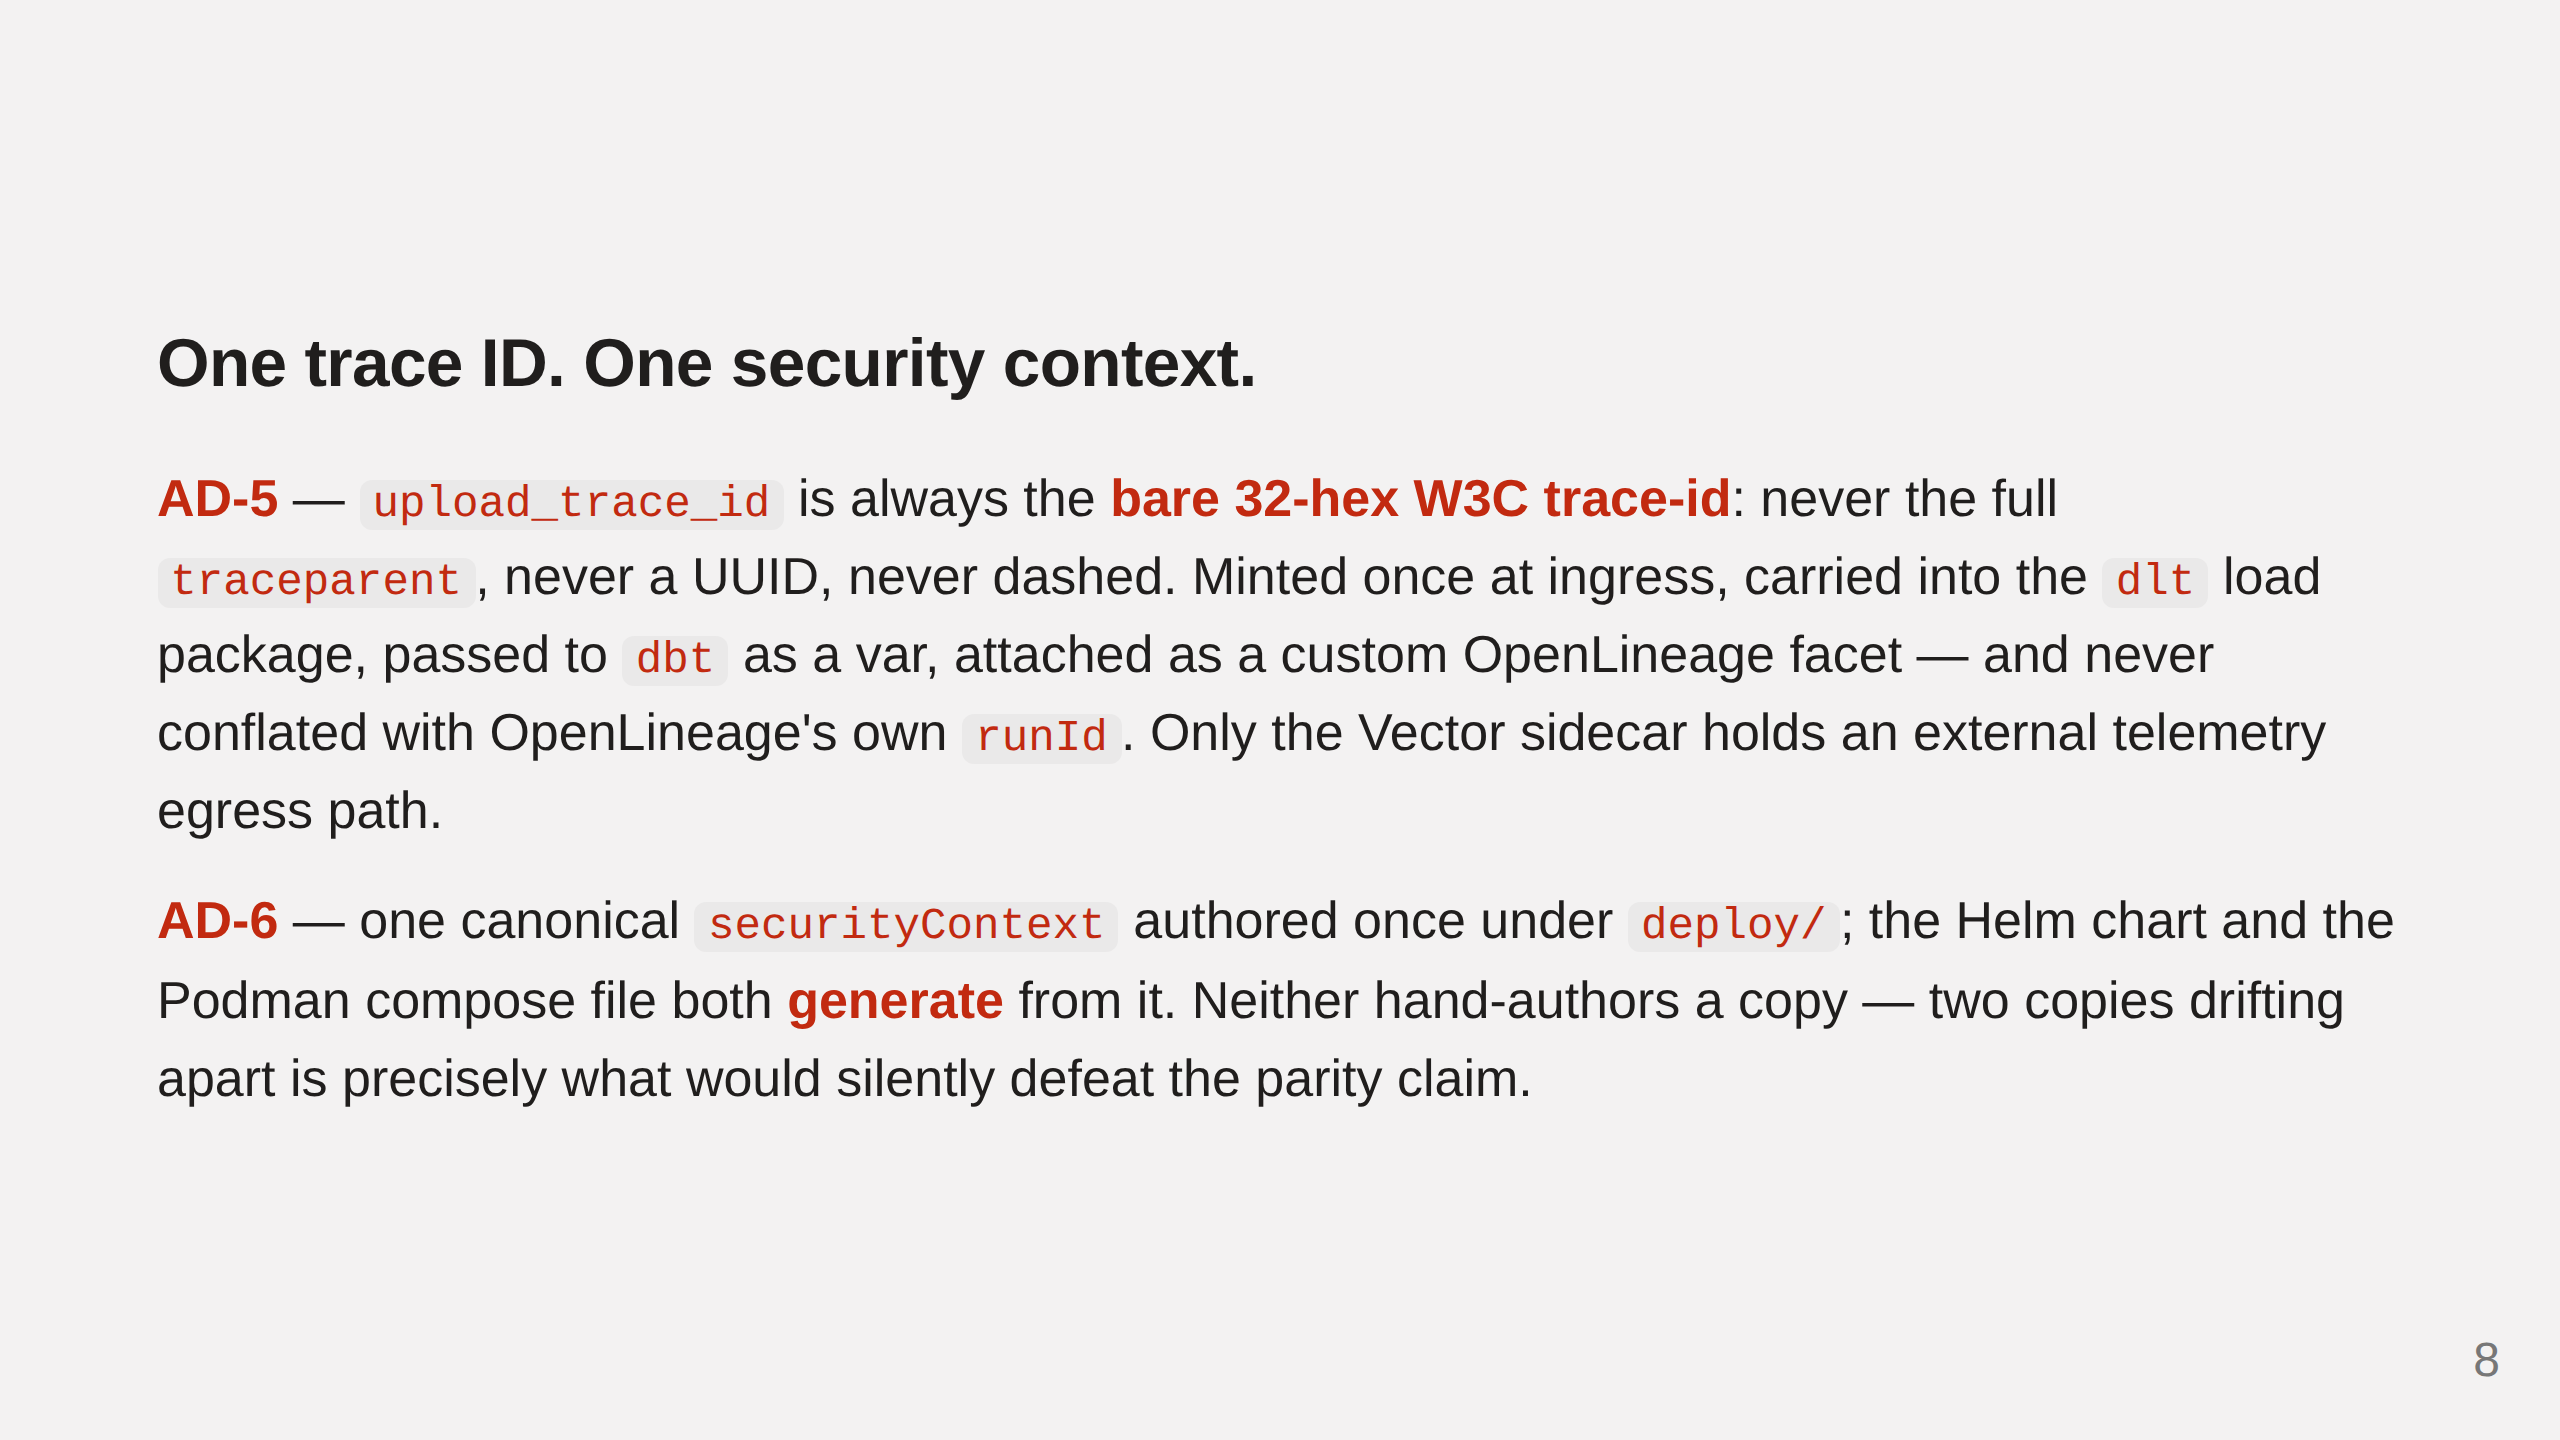 One trace ID. One security context.
AD-5 — upload_trace_id is always the bare 32-hex W3C trace-id: never the full
traceparent, never a UUID, never dashed. Minted once at ingress, carried into the dlt load
package, passed to dbt as a var, attached as a custom OpenLineage facet — and never
conflated with OpenLineage's own runId. Only the Vector sidecar holds an external telemetry
egress path.
AD-6 — one canonical securityContext authored once under deploy/; the Helm chart and the
Podman compose file both generate from it. Neither hand-authors a copy — two copies drifting
apart is precisely what would silently defeat the parity claim.
8